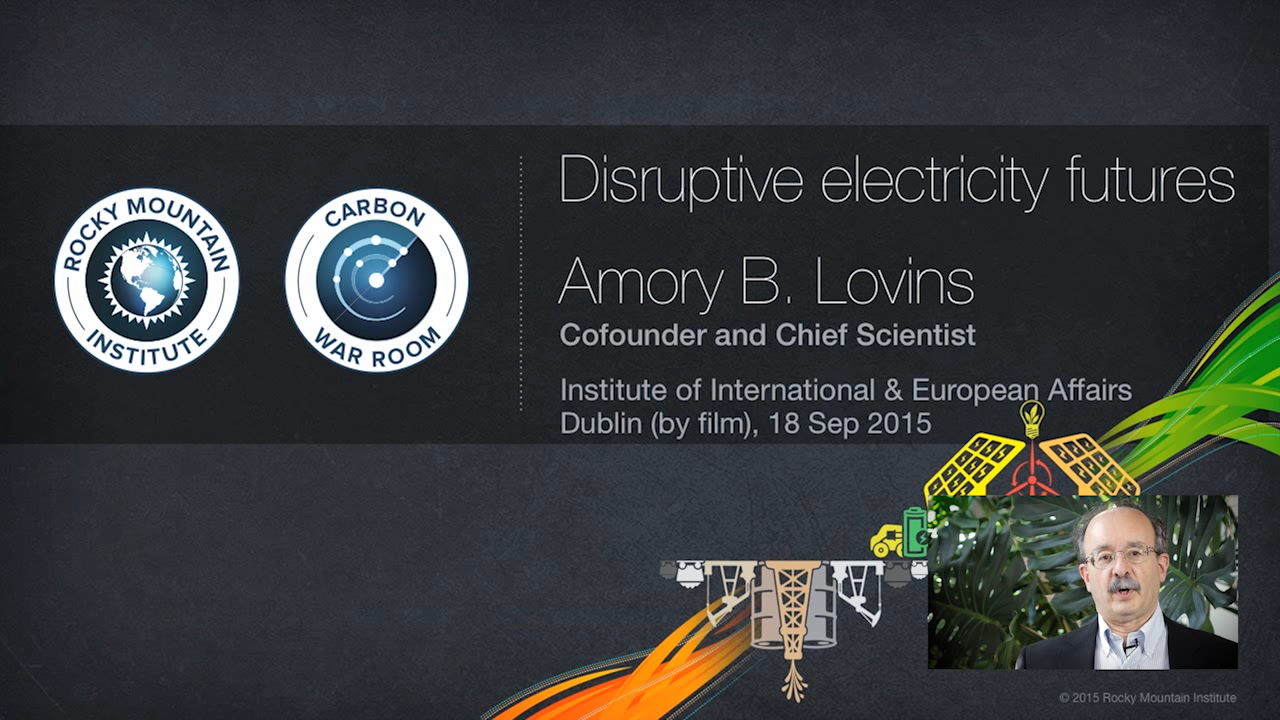 ROCKY MOUNTAIN
INSTITUTE
CARBON
WAR ROOM
Disruptive electricity futures
Amory B. Lovins
Cofounder and Chief Scientist
Institute of International & European Affairs
Dublin (by film), 18 Sep 2015
© 2015 Rocky Mountain Institute